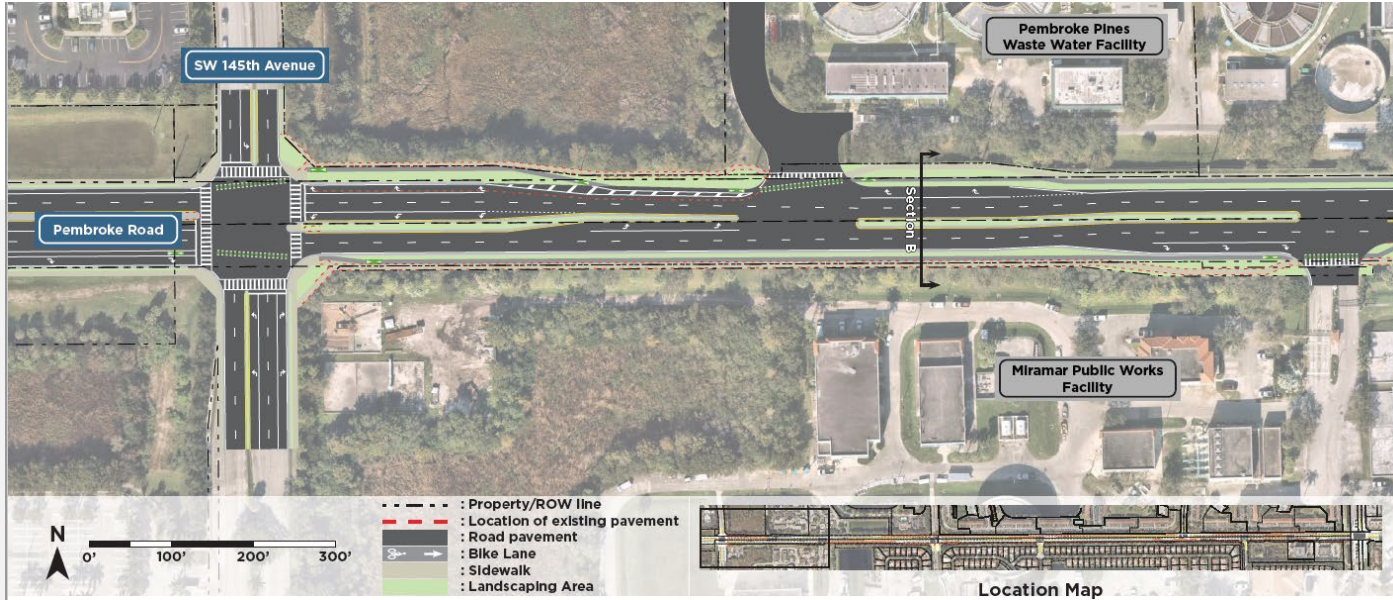 Pembroke Pines
Waste Water Facility
SW 145th Avenue
Section B
Pembroke Road
Miramar Public Works
Facility
N
0' 100' 200' 300'
: Property/ROW line
: Location of existing pavement
: Road pavement
: Bike Lane
: Sidewalk
: Landscaping Area
Location Map